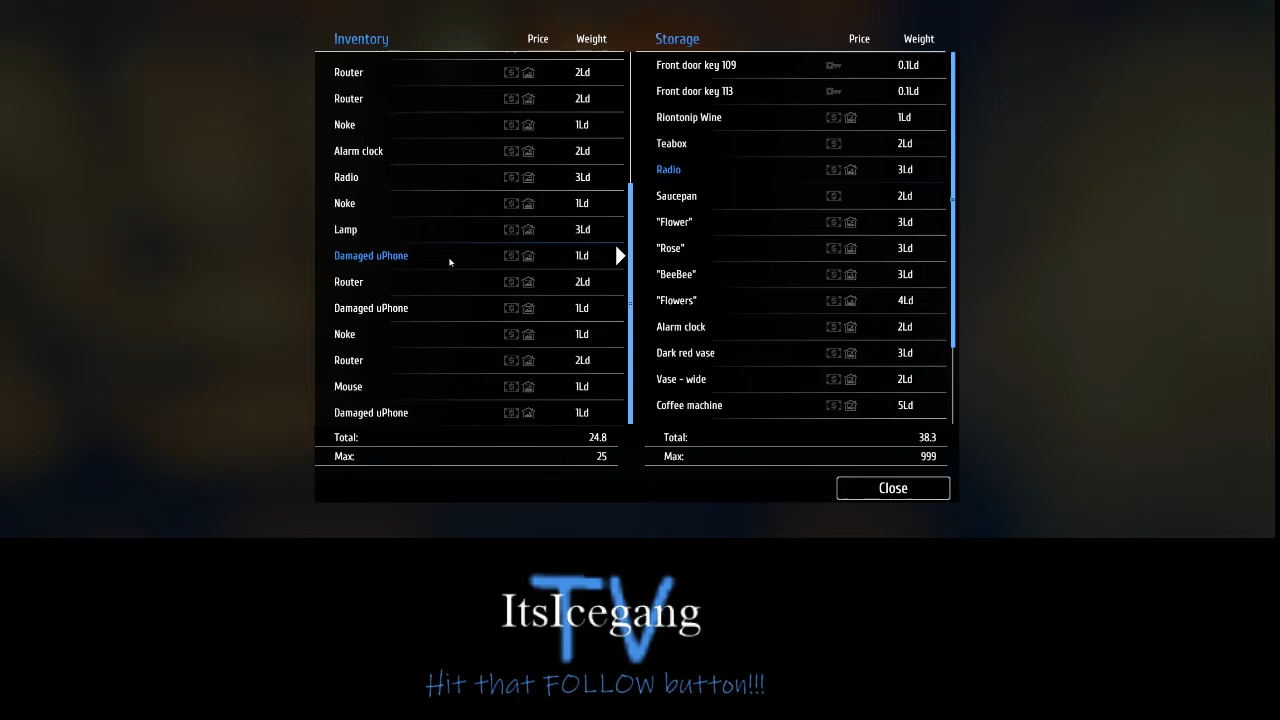 Inventory Price Weight
Router 2Ld
Router 2Ld
Noke 1Ld
Alarm clock 2Ld
Radio 3Ld
Noke 1Ld
Lamp 3Ld
Damaged uPhone 1Ld
Router 2Ld
Damaged uPhone 1Ld
Noke 1Ld
Router 2Ld
Mouse 1Ld
Damaged uPhone 1Ld
Total: 24.8
Max: 25
Storage Price Weight
Front door key 109 0.1Ld
Front door key 113 0.1Ld
Riontonip Wine 1Ld
Teabox 2Ld
Radio 3Ld
Saucepan 2Ld
"Flower" 3Ld
"Rose" 3Ld
"BeeBee" 3Ld
"Flowers" 4Ld
Alarm clock 2Ld
Dark red vase 3Ld
Vase - wide 2Ld
Coffee machine 5Ld
Total: 38.3
Max: 999
Close
TV
ItsIcegang
Hit that FOLLOW button!!!